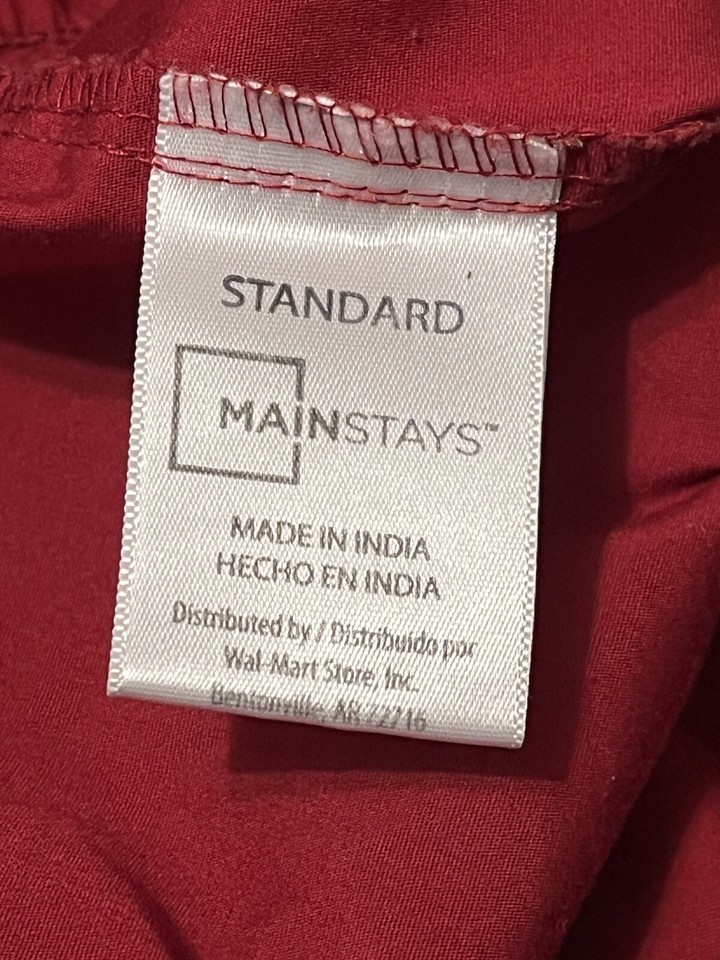 STANDARD
MAINSTAYS™
MADE IN INDIA
HECHO EN INDIA
Distributed by / Distribuido por
Wal-Mart Store, Inc.
Bentonville, AR 72716